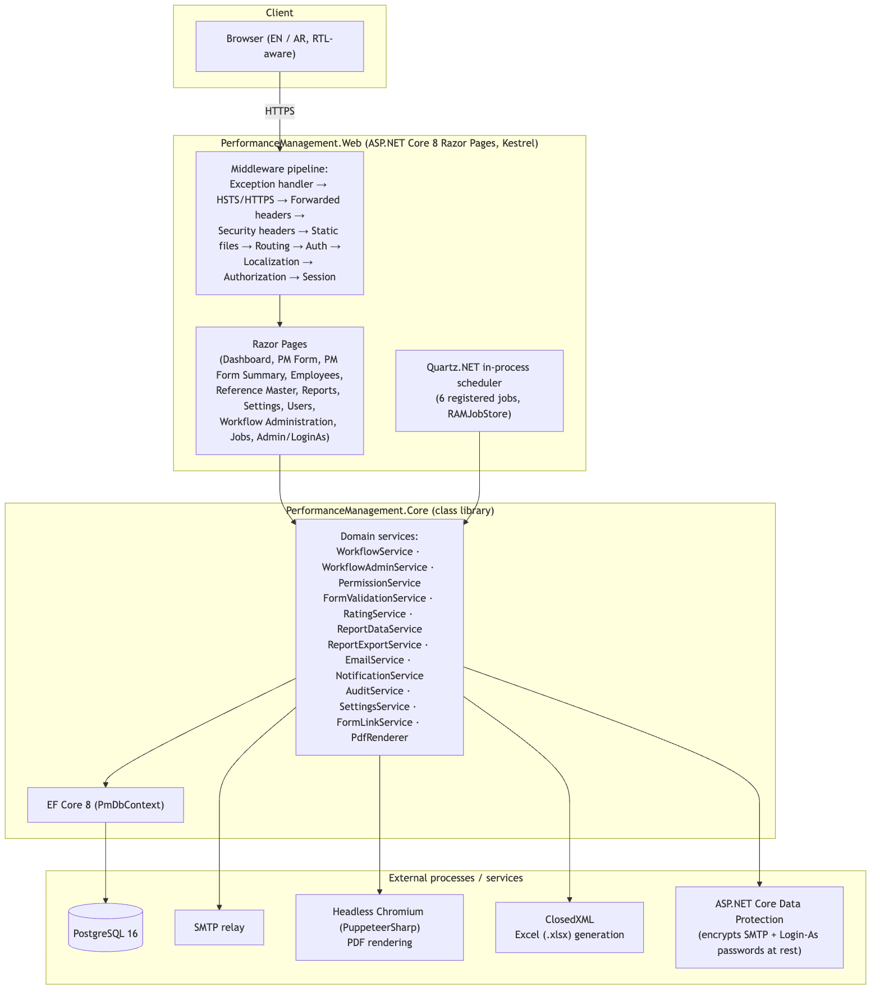 Client
Browser (EN / AR, RTL-
aware)
HTTPS
PerformanceManagement.Web (ASP.NET Core 8 Razor Pages, Kestrel)
Middleware pipeline:
Exception handler →
HSTS/HTTPS → Forwarded
headers →
Security headers → Static
files → Routing → Auth →
Localization →
Authorization → Session
Razor Pages
(Dashboard, PM Form, PM
Form Summary, Employees,
Reference Master, Reports,
Settings, Users,
Workflow Administration,
Jobs, Admin/LoginAs)
Quartz.NET in-process
scheduler
(6 registered jobs,
RAMJobStore)
PerformanceManagement.Core (class library)
Domain services:
WorkflowService ·
WorkflowAdminService ·
PermissionService
FormValidationService ·
RatingService ·
ReportDataService
ReportExportService ·
EmailService ·
NotificationService
AuditService ·
SettingsService ·
FormLinkService ·
PdfRenderer
EF Core 8 (PmDbContext)
External processes / services
PostgreSQL 16
SMTP relay
Headless Chromium
(PuppeteerSharp)
PDF rendering
ClosedXML
Excel (.xlsx) generation
ASP.NET Core Data
Protection
(encrypts SMTP + Login-As
passwords at rest)